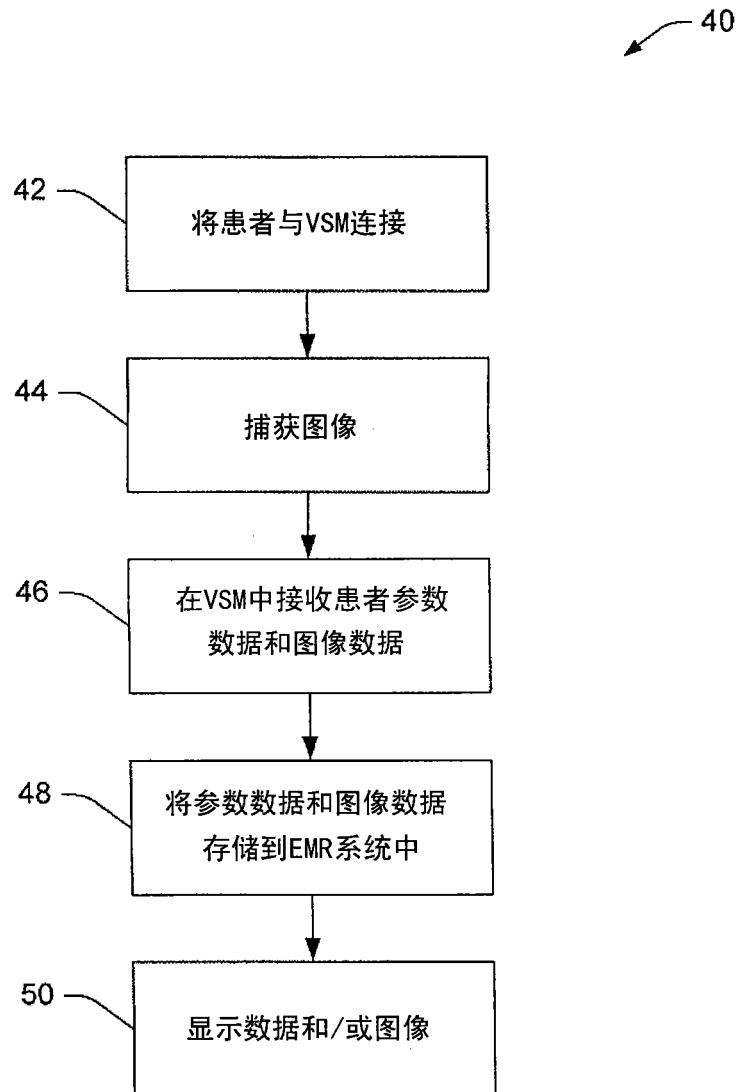 40
42
将患者与VSM连接
44
捕获图像
46
在VSM中接收患者参数
数据和图像数据
48
将参数数据和图像数据
存储到EMR系统中
50
显示数据和/或图像